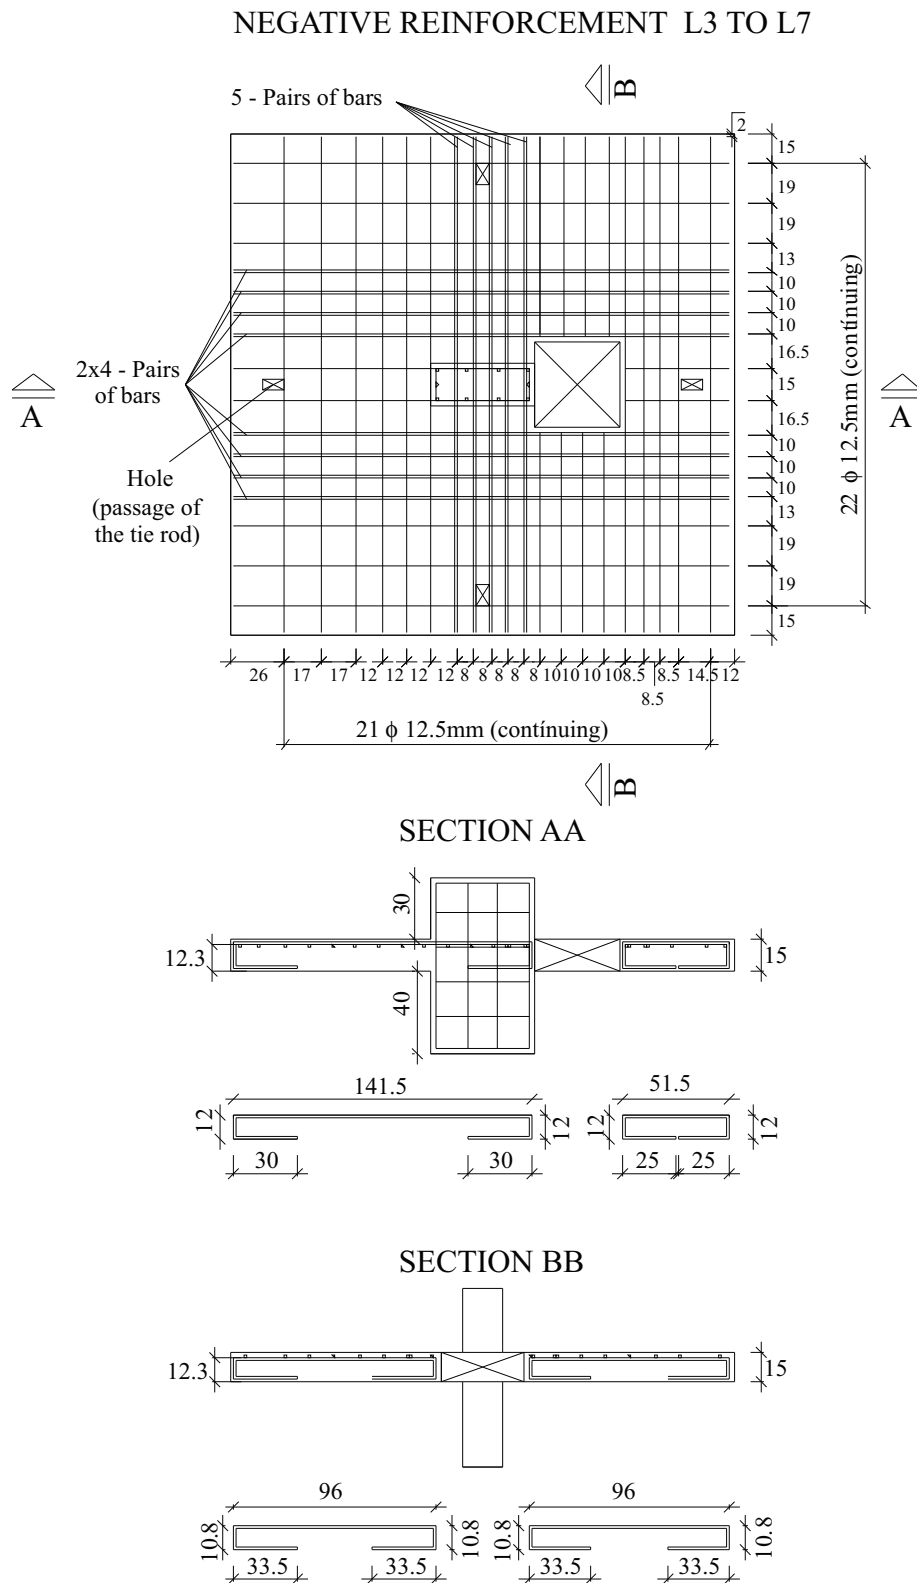 NEGATIVE REINFORCEMENT L3 TO L7
B
5 - Pairs of bars
2
15
19
19
13
10
10
10
16.5
15
16.5
10
10
10
13
19
19
15
22 ϕ 12.5mm (contínuing)
2x4 - Pairs
of bars
A
A
Hole
(passage of
the tie rod)
26 17 17 12 12 12 12 8 8 8 8 8 8 10 10 10 10 8.5 8.5 14.5 12
8.5
21 ϕ 12.5mm (contínuing)
B
SECTION AA
30
12.3
15
40
141.5
51.5
12
12
12
12
30
30
25
25
SECTION BB
12.3
15
96
96
10.8
10.8
10.8
10.8
33.5
33.5
33.5
33.5